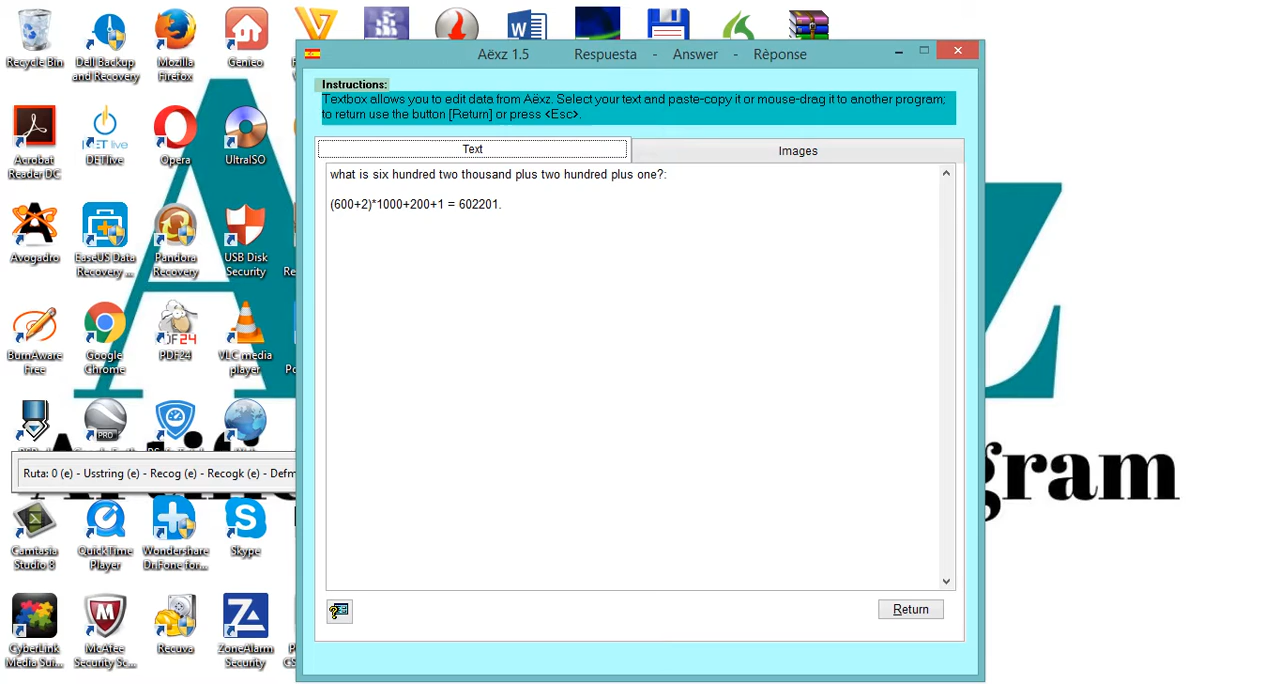 Recycle Bin
Dell Backup and Recovery
Mozilla Firefox
Genieo
Aëxz 1.5 Respuesta - Answer - Rèponse
Instructions:
Textbox allows you to edit data from Aëxz. Select your text and paste-copy it or mouse-drag it to another program;
to return use the button [Return] or press <Esc>.
Text
Images
what is six hundred two thousand plus two hundred plus one?:
(600+2)*1000+200+1 = 602201.
Acrobat Reader DC
DETlive
Opera
UltraISO
Avogadro
EaseUS Data Recovery ...
Pandora Recovery
USB Disk Security
BurnAware Free
Google Chrome
PDF24
VLC media player
PRO
Ruta: 0 (e) - Usstring (e) - Recog (e) - Recogk (e) - Defm
gram
Camtasia Studio 8
QuickTime Player
Wondershare Dr.Fone for...
Skype
CyberLink Media Sui...
McAfee Security Sc...
Recuva
ZoneAlarm Security
Return